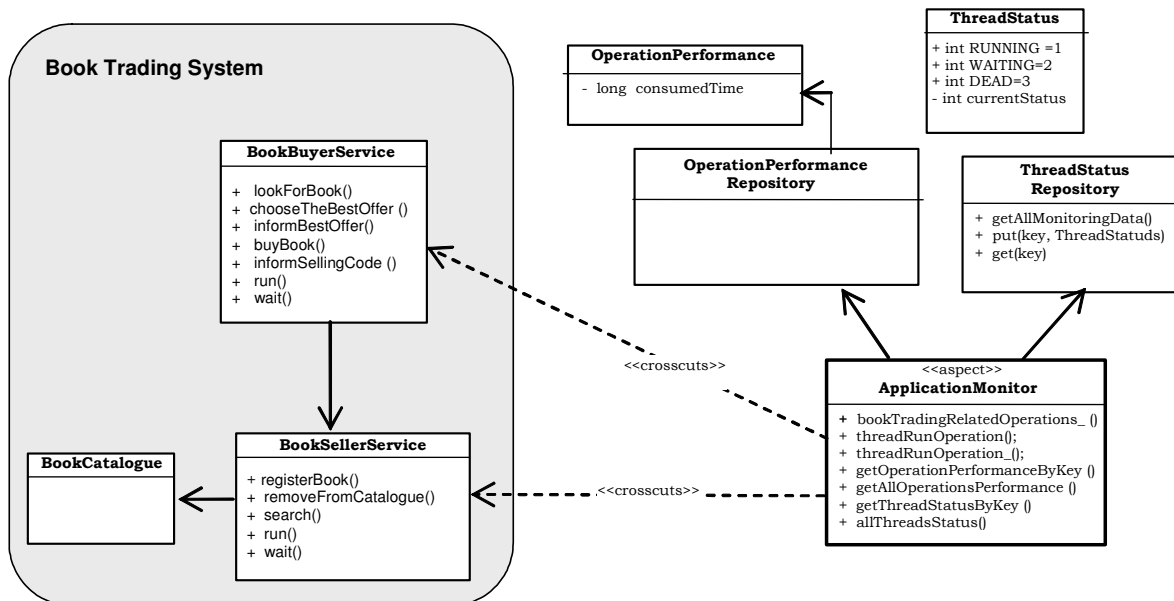 Book Trading System
BookBuyerService
+ lookForBook()
+ chooseTheBestOffer ()
+ informBestOffer()
+ buyBook()
+ informSellingCode ()
+ run()
+ wait()
BookSellerService
+ registerBook()
+ removeFromCatalogue()
+ search()
+ run()
+ wait()
BookCatalogue
OperationPerformance
- long consumedTime
ThreadStatus
+ int RUNNING =1
+ int WAITING=2
+ int DEAD=3
- int currentStatus
OperationPerformance
Repository
ThreadStatus
Repository
+ getAllMonitoringData()
+ put(key, ThreadStatuds)
+ get(key)
<<crosscuts>>
<<crosscuts>>
<<aspect>>
ApplicationMonitor
+ bookTradingRelatedOperations_ ()
+ threadRunOperation();
+ threadRunOperation_();
+ getOperationPerformanceByKey ()
+ getAllOperationsPerformance ()
+ getThreadStatusByKey ()
+ allThreadsStatus()